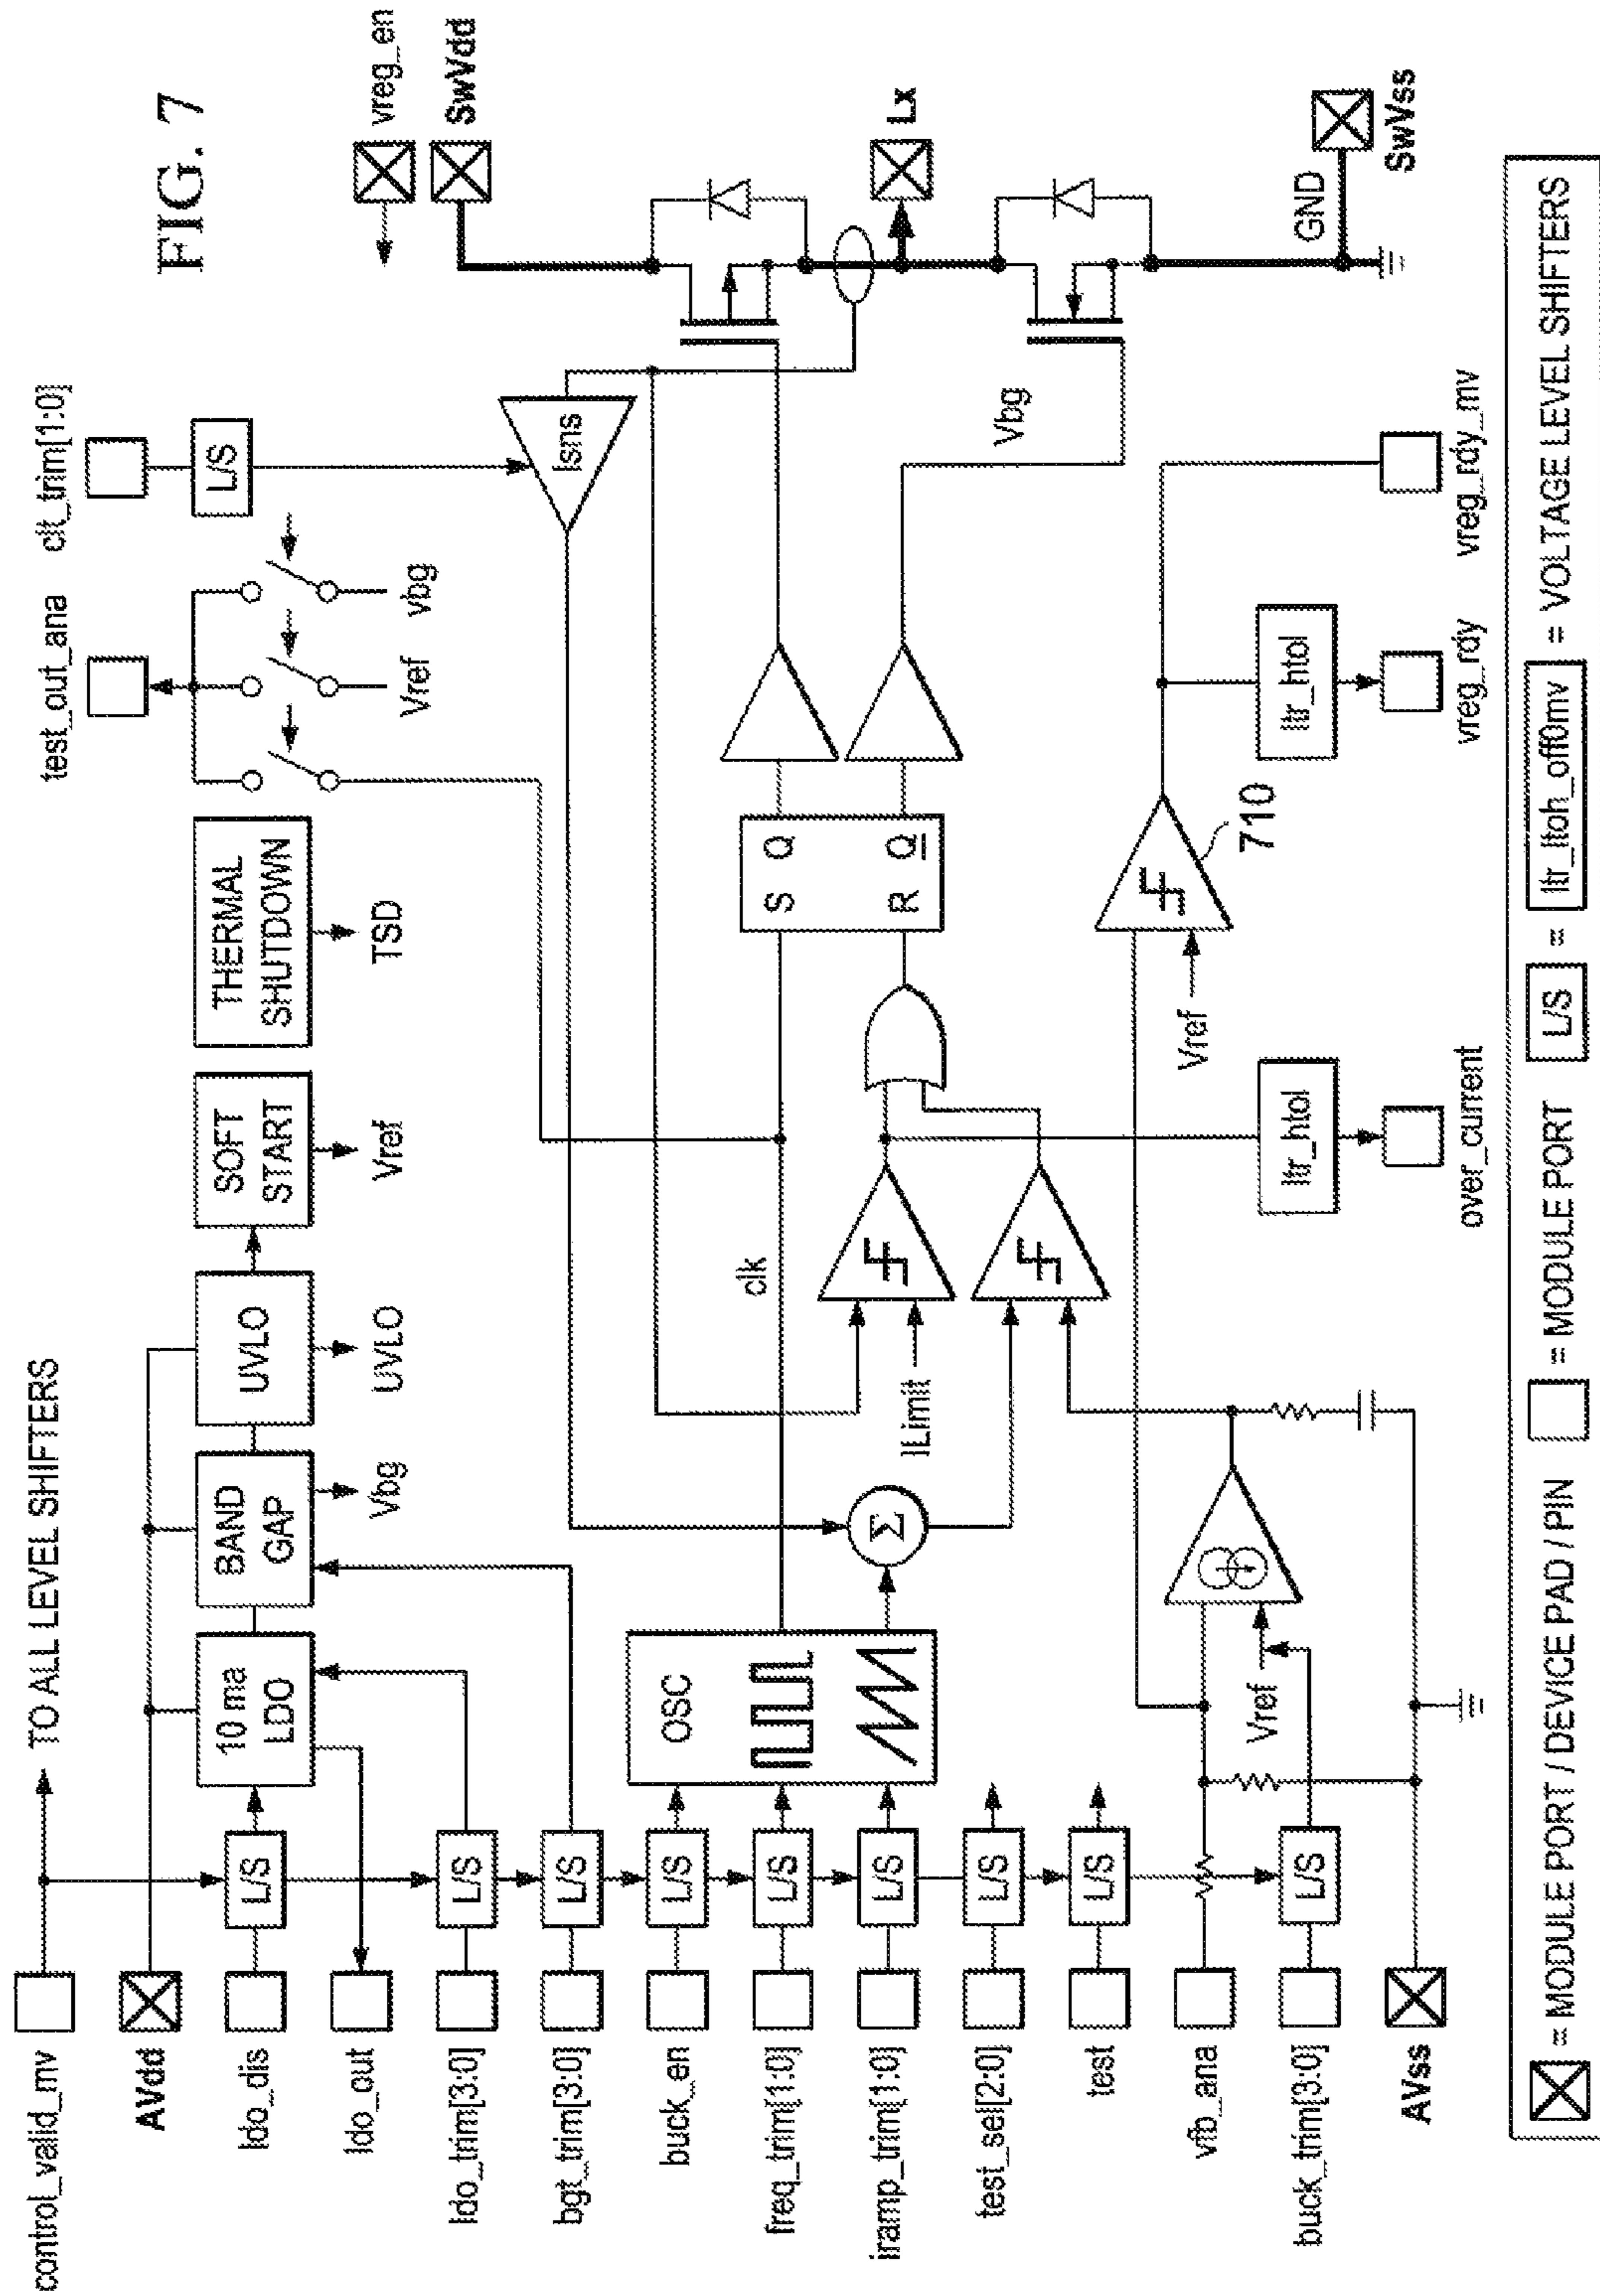 FIG. 7
control_valid_mv
TO ALL LEVEL SHIFTERS
AVdd
ldo_dis
ldo_out
ldo_trim[3:0]
bgt_trim[3:0]
buck_en
freq_trim[1:0]
iramp_trim[1:0]
test_sel[2:0]
test
vfb_ana
buck_trim[3:0]
AVss
L/S
L/S
L/S
L/S
L/S
L/S
L/S
L/S
L/S
10 ma
LDO
BAND
GAP
Vbg
UVLO
UVLO
SOFT
START
Vref
THERMAL
SHUTDOWN
TSD
test_out_ana
Vref
vbg
clt_trim[1:0]
L/S
Isns
vreg_en
SwVdd
Lx
GND
SwVss
OSC
clk
Σ
ILimit
S Q
R Q
Vbg
Vref
Vref
710
ltr_htol
over_current
ltr_htol
vreg_rdy
vreg_rdy_mv
= MODULE PORT / DEVICE PAD / PIN
= MODULE PORT
L/S = ltr_ltoh_off0mv = VOLTAGE LEVEL SHIFTERS